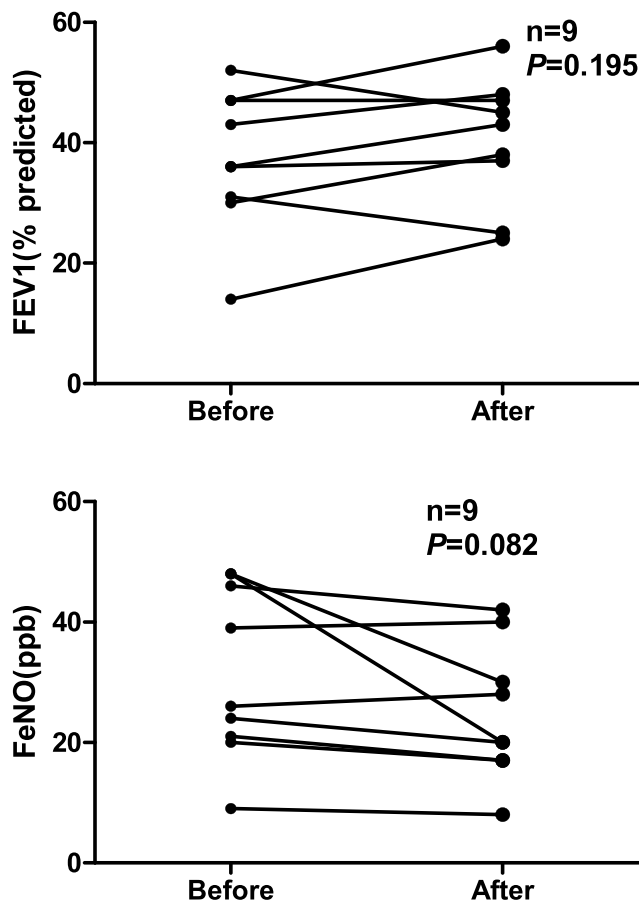 60
n=9
P=0.195
40
20
0
FEV1(% predicted)
Before After
60
n=9
P=0.082
40
20
0
FeNO(ppb)
Before After